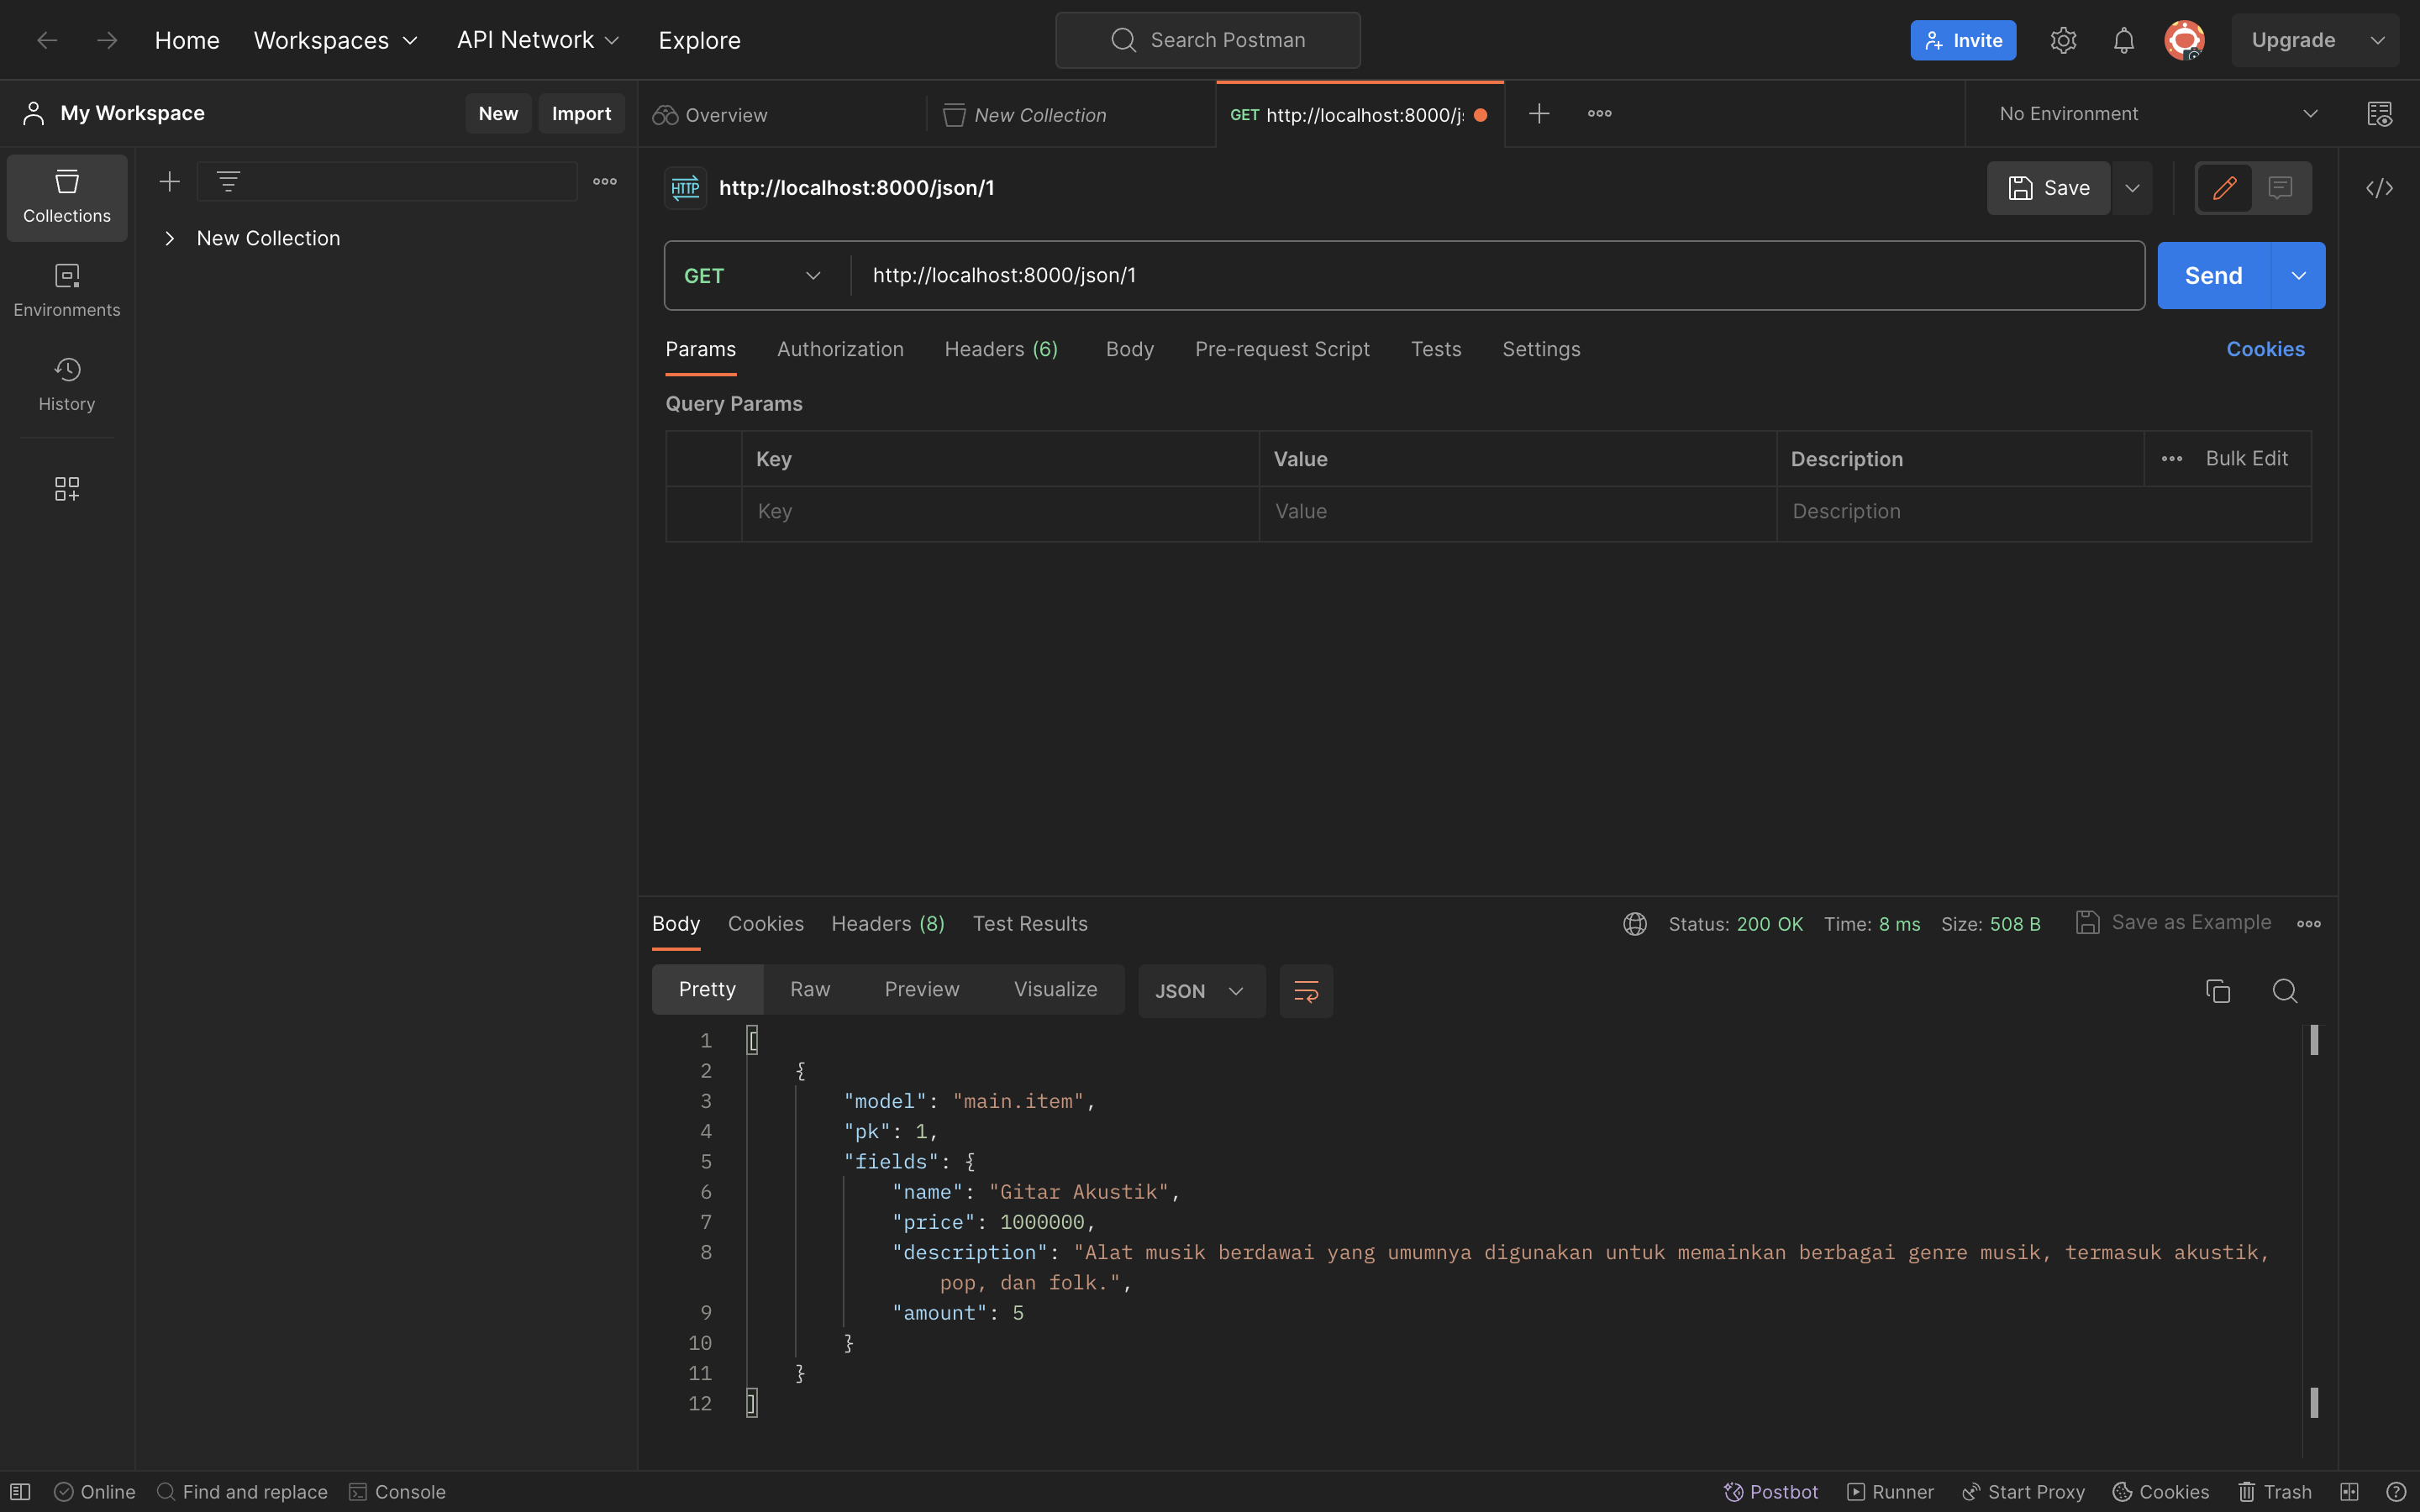 Home Workspaces API Network Explore Search Postman Invite Upgrade
My Workspace New Import Overview New Collection GET http://localhost:8000/j: No Environment
Collections
Environments
History
New Collection
HTTP http://localhost:8000/json/1 Save
GET http://localhost:8000/json/1 Send
Params Authorization Headers (6) Body Pre-request Script Tests Settings Cookies
Query Params
Key Value Description Bulk Edit
Key Value Description
Body Cookies Headers (8) Test Results Status: 200 OK Time: 8 ms Size: 508 B Save as Example
Pretty Raw Preview Visualize JSON
1 [
2 {
3 "model": "main.item",
4 "pk": 1,
5 "fields": {
6 "name": "Gitar Akustik",
7 "price": 1000000,
8 "description": "Alat musik berdawai yang umumnya digunakan untuk memainkan berbagai genre musik, termasuk akustik,
pop, dan folk.",
9 "amount": 5
10 }
11 }
12 ]
Online Find and replace Console Postbot Runner Start Proxy Cookies Trash